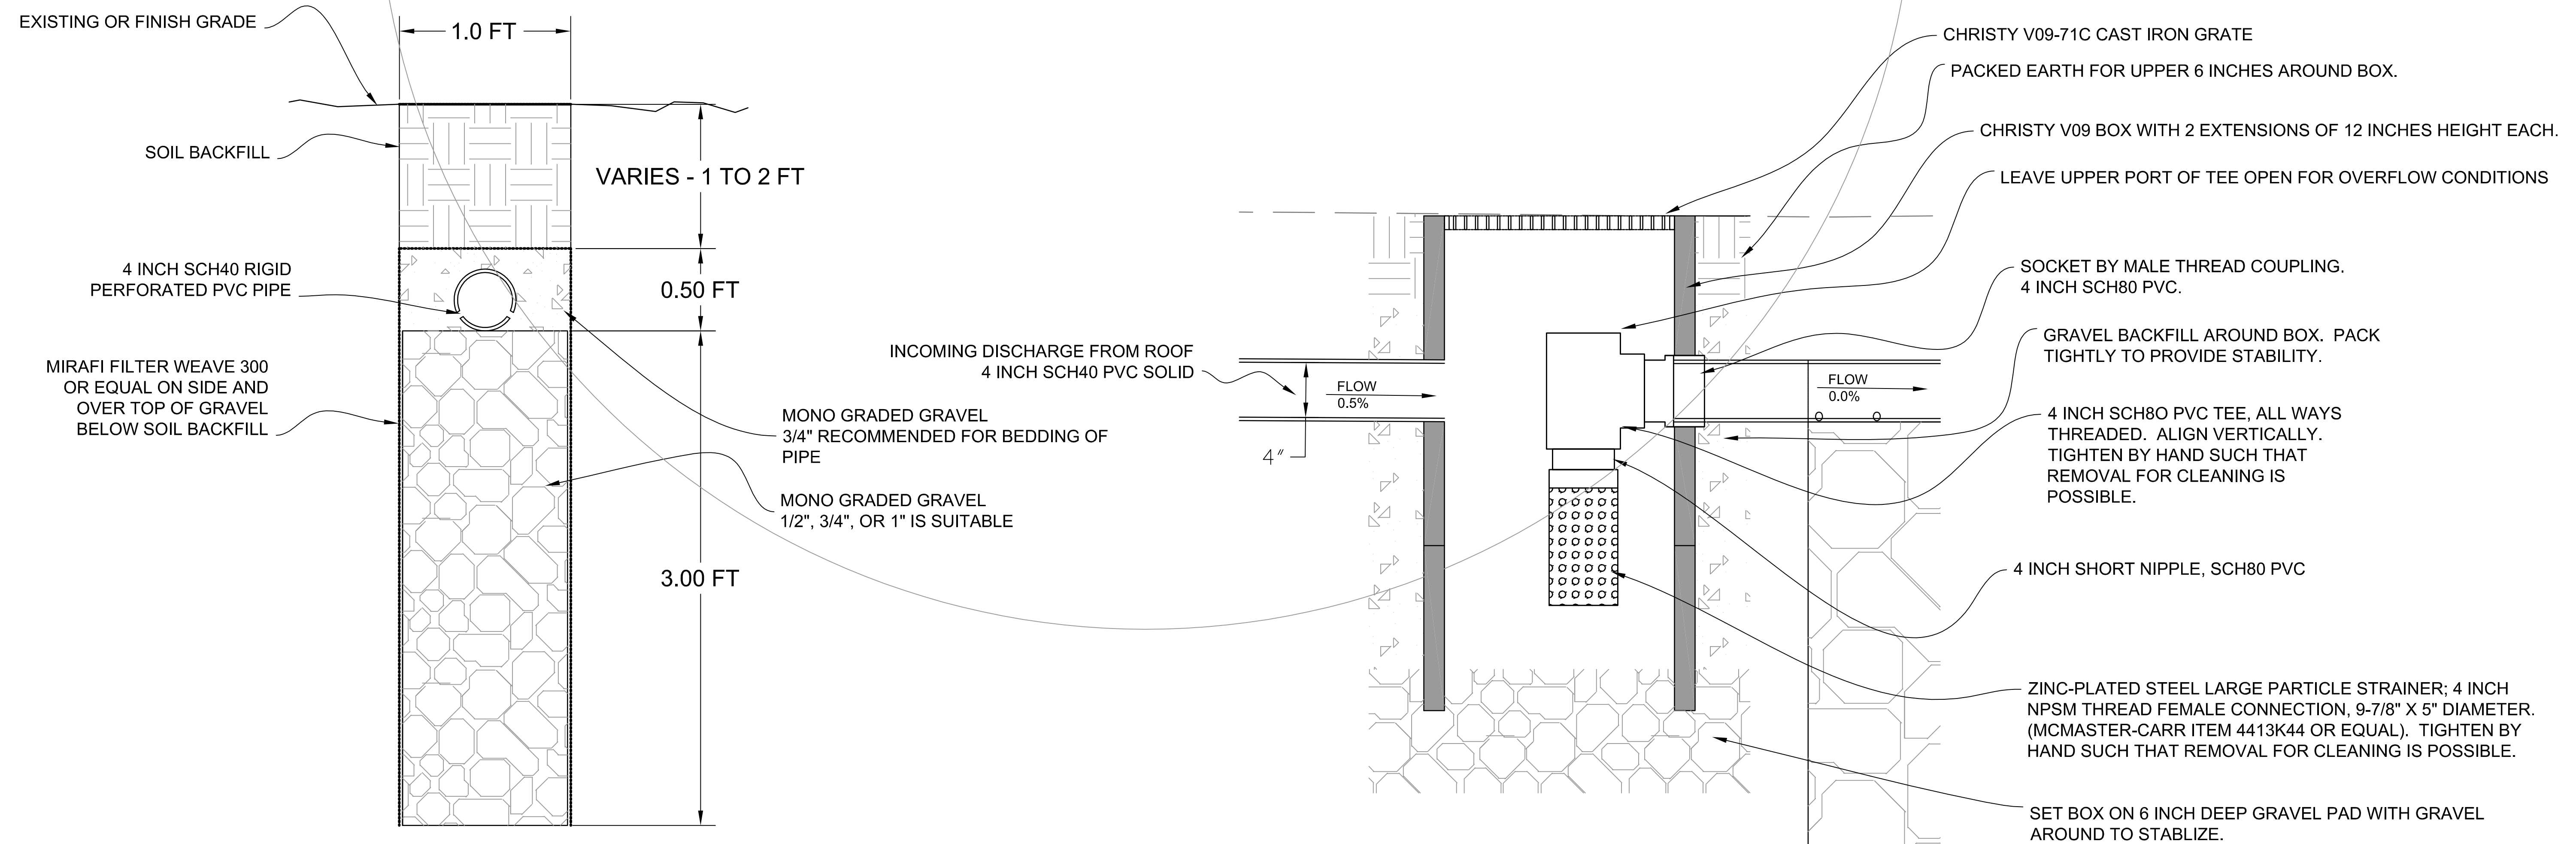 EXISTING OR FINISH GRADE
1.0 FT
SOIL BACKFILL
VARIES - 1 TO 2 FT
4 INCH SCH40 RIGID
PERFORATED PVC PIPE
0.50 FT
MIRAFI FILTER WEAVE 300
OR EQUAL ON SIDE AND
OVER TOP OF GRAVEL
BELOW SOIL BACKFILL
MONO GRADED GRAVEL
3/4" RECOMMENDED FOR BEDDING OF
PIPE
MONO GRADED GRAVEL
1/2", 3/4", OR 1" IS SUITABLE
3.00 FT
CHRISTY V09-71C CAST IRON GRATE
PACKED EARTH FOR UPPER 6 INCHES AROUND BOX.
CHRISTY V09 BOX WITH 2 EXTENSIONS OF 12 INCHES HEIGHT EACH.
LEAVE UPPER PORT OF TEE OPEN FOR OVERFLOW CONDITIONS
SOCKET BY MALE THREAD COUPLING.
4 INCH SCH80 PVC.
INCOMING DISCHARGE FROM ROOF
4 INCH SCH40 PVC SOLID
FLOW
0.5%
4"
FLOW
0.0%
GRAVEL BACKFILL AROUND BOX. PACK
TIGHTLY TO PROVIDE STABILITY.
4 INCH SCH8O PVC TEE, ALL WAYS
THREADED. ALIGN VERTICALLY.
TIGHTEN BY HAND SUCH THAT
REMOVAL FOR CLEANING IS
POSSIBLE.
4 INCH SHORT NIPPLE, SCH80 PVC
ZINC-PLATED STEEL LARGE PARTICLE STRAINER; 4 INCH
NPSM THREAD FEMALE CONNECTION, 9-7/8" X 5" DIAMETER.
(MCMASTER-CARR ITEM 4413K44 OR EQUAL). TIGHTEN BY
HAND SUCH THAT REMOVAL FOR CLEANING IS POSSIBLE.
SET BOX ON 6 INCH DEEP GRAVEL PAD WITH GRAVEL
AROUND TO STABLIZE.